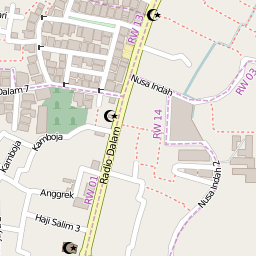 RW 13
Nusa Indah
RW 03
Dalam 7
RW 14
Kamboja
Kamboja
Radio Dalam
RW 01
Anggrek
Nusa Indah 2
Haji Salim 3